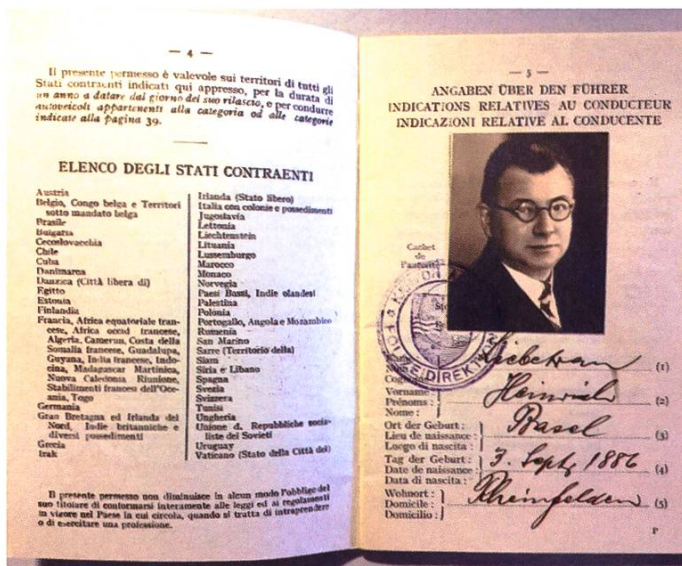 — 4 —
Il presente permesso è valevole sui territori di tutti gli
Stati contraenti indicati qui appresso, per la durata di
un anno a datare dal giorno del suo rilascio, e per condurre
autoveicoli appartenenti alla categoria od alle categorie
indicate alla pagina 39.
ELENCO DEGLI STATI CONTRAENTI
Austria
Belgio, Congo belga e Territori
sotto mandato belga
Brasile
Bulgaria
Cecoslovacchia
Chile
Cuba
Danimarca
Danzica (Città libera di)
Egitto
Estonia
Finlandia
Francia, Africa equatoriale fran-
cese, Africa occid francese,
Algeria, Camerun, Costa della
Somalia francese, Guadalupa,
Guyana, India francese, Indo-
cina, Madagascar Martinica,
Nuova Caledonia Riunione,
Stabilimenti francesi dell'Oce-
ania, Togo
Germania
Gran Bretagna ed Irlanda del
Nord, Indie britanniche e
diversi possedimenti
Grecia
Irak
Irlanda (Stato libero)
Italia con colonie e possedimenti
Jugoslavia
Lettonia
Liechtenstein
Lituania
Lussemburgo
Marocco
Monaco
Norvegia
Paesi Bassi, Indie olandesi
Palestina
Polonia
Portogallo, Angola e Mozambico
Rumenia
San Marino
Sarre (Territorio della)
Siam
Siria e Libano
Spagna
Svezia
Svizzera
Tunisi
Ungheria
Unione d. Repubbliche socia-
liste dei Sovieti
Uruguay
Vaticano (Stato della Città del)
Il presente permesso non diminuisce in alcun modo l'obbligo del
suo titolare di conformarsi interamente alle leggi ed ai regolamenti
in vigore nel Paese in cui circola, quando si tratta di intraprendere
o di esercitare una professione.
— 5 —
ANGABEN ÜBER DEN FÜHRER
INDICATIONS RELATIVES AU CONDUCTEUR
INDICAZIONI RELATIVE AL CONDUCENTE
Cachet
de
l'autorité
DIREKTION
(1)
Vorname :
Prénoms : Heinrich (2)
Nome :
Ort der Geburt :
Lieu de naissance : Basel (3)
Luogo di nascita :
Tag der Geburt :
Date de naissance : 3. Sept. 1886 (4)
Data di nascita :
Wohnort :
Domicile : Rheinfelden (5)
Domicilio :
P